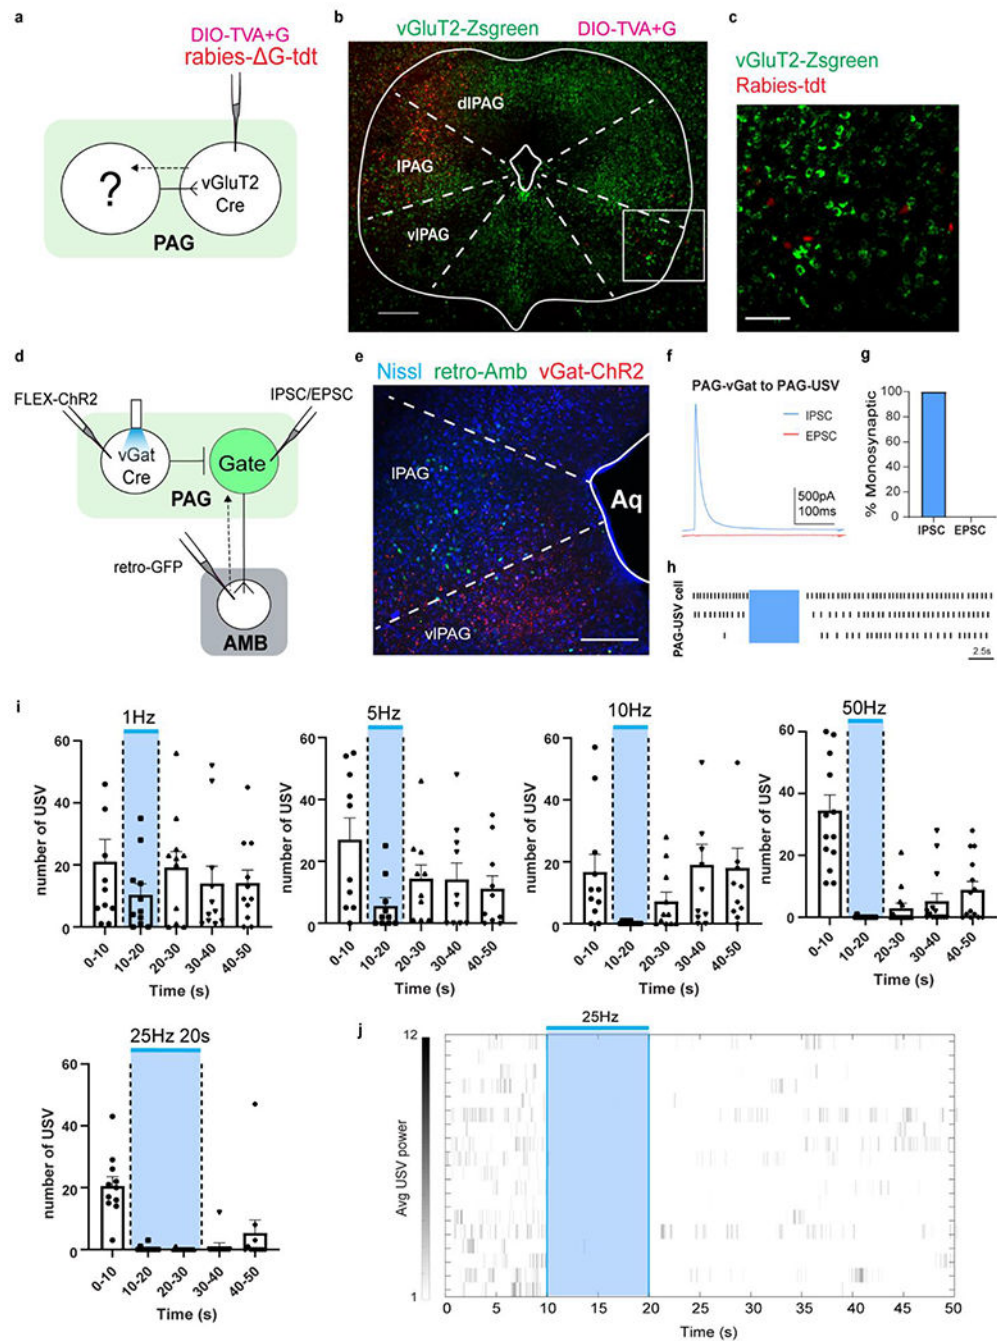 a
DIO-TVA+G
rabies-ΔG-tdt
?
vGluT2
Cre
PAG
b
vGluT2-Zsgreen DIO-TVA+G
dlPAG
lPAG
vlPAG
c
vGluT2-Zsgreen
Rabies-tdt
d
FLEX-ChR2
IPSC/EPSC
vGat
Cre
Gate
PAG
retro-GFP
AMB
e
Nissl retro-Amb vGat-ChR2
lPAG
Aq
vlPAG
f
PAG-vGat to PAG-USV
IPSC
EPSC
500pA
100ms
g
% Monosynaptic
100
80
60
40
20
0
IPSC EPSC
h
PAG-USV cell
2.5s
i
1Hz
number of USV
60
40
20
0
0-10 10-20 20-30 30-40 40-50
Time (s)
5Hz
number of USV
60
40
20
0
0-10 10-20 20-30 30-40 40-50
Time (s)
10Hz
number of USV
60
40
20
0
0-10 10-20 20-30 30-40 40-50
Time (s)
50Hz
number of USV
60
40
20
0
0-10 10-20 20-30 30-40 40-50
Time (s)
25Hz 20s
number of USV
60
40
20
0
0-10 10-20 20-30 30-40 40-50
Time (s)
j
25Hz
12
Avg USV power
1
0 5 10 15 20 25 30 35 40 45 50
Time (s)